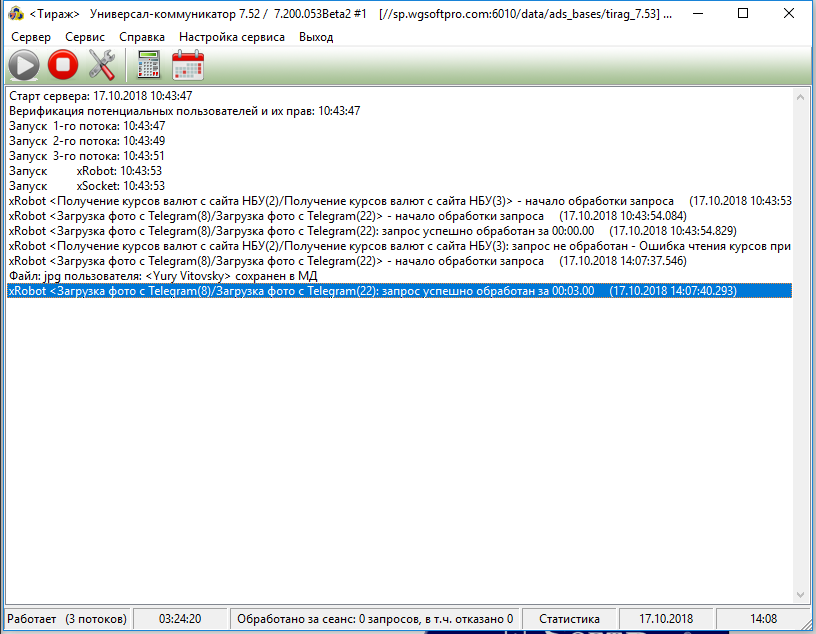 <Тираж> Универсал-коммуникатор 7.52 / 7.200.053Beta2 #1 [//sp.wgsoftpro.com:6010/data/ads_bases/tirag_7.53] ...
Сервер Сервис Справка Настройка сервиса Выход
Старт сервера: 17.10.2018 10:43:47
Верификация потенциальных пользователей и их прав: 10:43:47
Запуск 1-го потока: 10:43:47
Запуск 2-го потока: 10:43:49
Запуск 3-го потока: 10:43:51
Запуск xRobot: 10:43:53
Запуск xSocket: 10:43:53
xRobot <Получение курсов валют с сайта НБУ(2)/Получение курсов валют с сайта НБУ(3)> - начало обработки запроса (17.10.2018 10:43:53
xRobot <Загрузка фото с Telegram(8)/Загрузка фото с Telegram(22)> - начало обработки запроса (17.10.2018 10:43:54.084)
xRobot <Загрузка фото с Telegram(8)/Загрузка фото с Telegram(22): запрос успешно обработан за 00:00.00 (17.10.2018 10:43:54.829)
xRobot <Получение курсов валют с сайта НБУ(2)/Получение курсов валют с сайта НБУ(3): запрос не обработан - Ошибка чтения курсов при
xRobot <Загрузка фото с Telegram(8)/Загрузка фото с Telegram(22)> - начало обработки запроса (17.10.2018 14:07:37.546)
Файл: jpg пользователя: <Yury Vitovsky> сохранен в МД
xRobot <Загрузка фото с Telegram(8)/Загрузка фото с Telegram(22): запрос успешно обработан за 00:03.00 (17.10.2018 14:07:40.293)
Работает (3 потоков) 03:24:20 Обработано за сеанс: 0 запросов, в т.ч. отказано 0 Статистика 17.10.2018 14:08